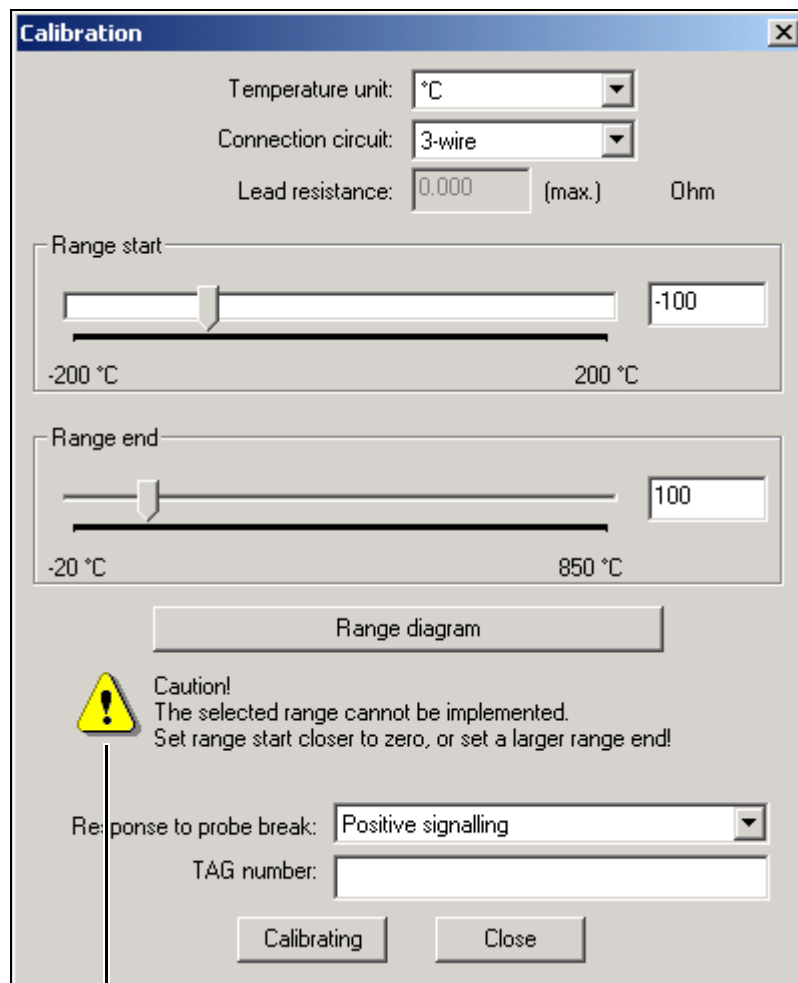 Calibration
Temperature unit: °C
Connection circuit: 3-wire
Lead resistance: 0.000 (max.) Ohm
Range start
-100
-200 °C 200 °C
Range end
100
-20 °C 850 °C
Range diagram
Caution!
The selected range cannot be implemented.
Set range start closer to zero, or set a larger range end!
Response to probe break: Positive signalling
TAG number:
Calibrating Close